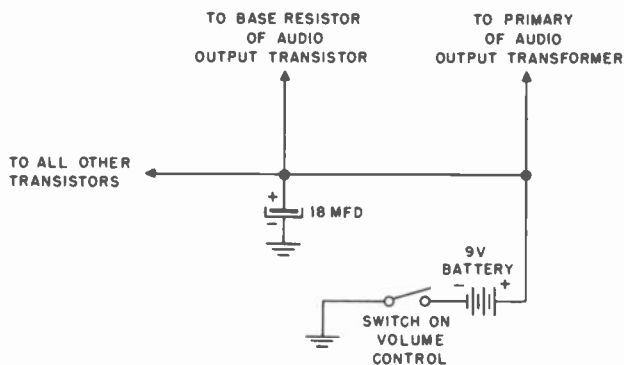 TO BASE RESISTOR
OF AUDIO
OUTPUT TRANSISTOR
TO PRIMARY
OF AUDIO
OUTPUT TRANSFORMER
TO ALL OTHER
TRANSISTORS
+
-
18 MFD
9V
BATTERY
- +
SWITCH ON
VOLUME
CONTROL